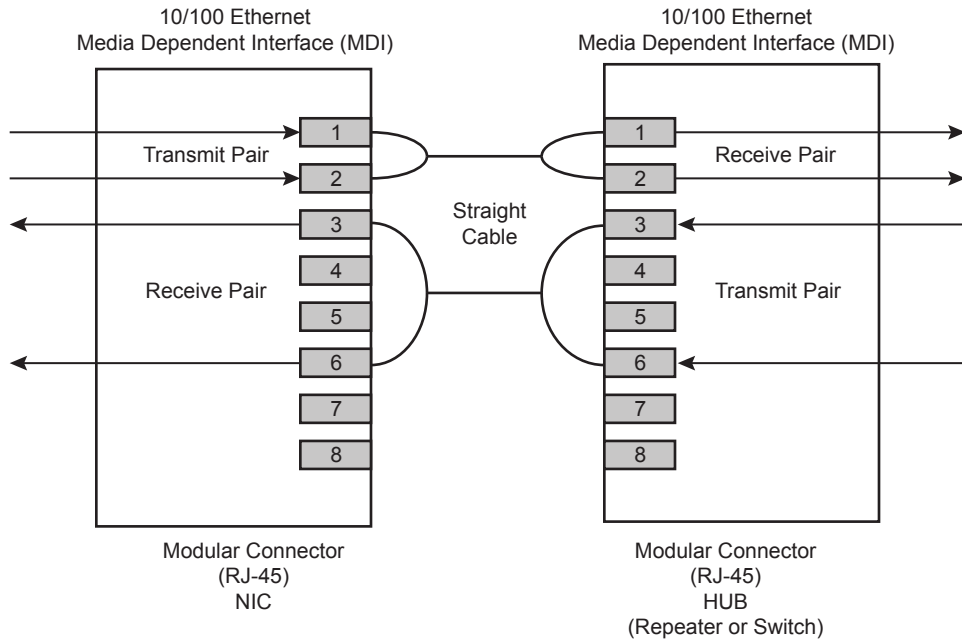 10/100 Ethernet
Media Dependent Interface (MDI)
10/100 Ethernet
Media Dependent Interface (MDI)
1
Transmit Pair
2
3
4
Receive Pair
5
6
7
8
Straight
Cable
1
Receive Pair
2
3
4
Transmit Pair
5
6
7
8
Modular Connector
(RJ-45)
NIC
Modular Connector
(RJ-45)
HUB
(Repeater or Switch)